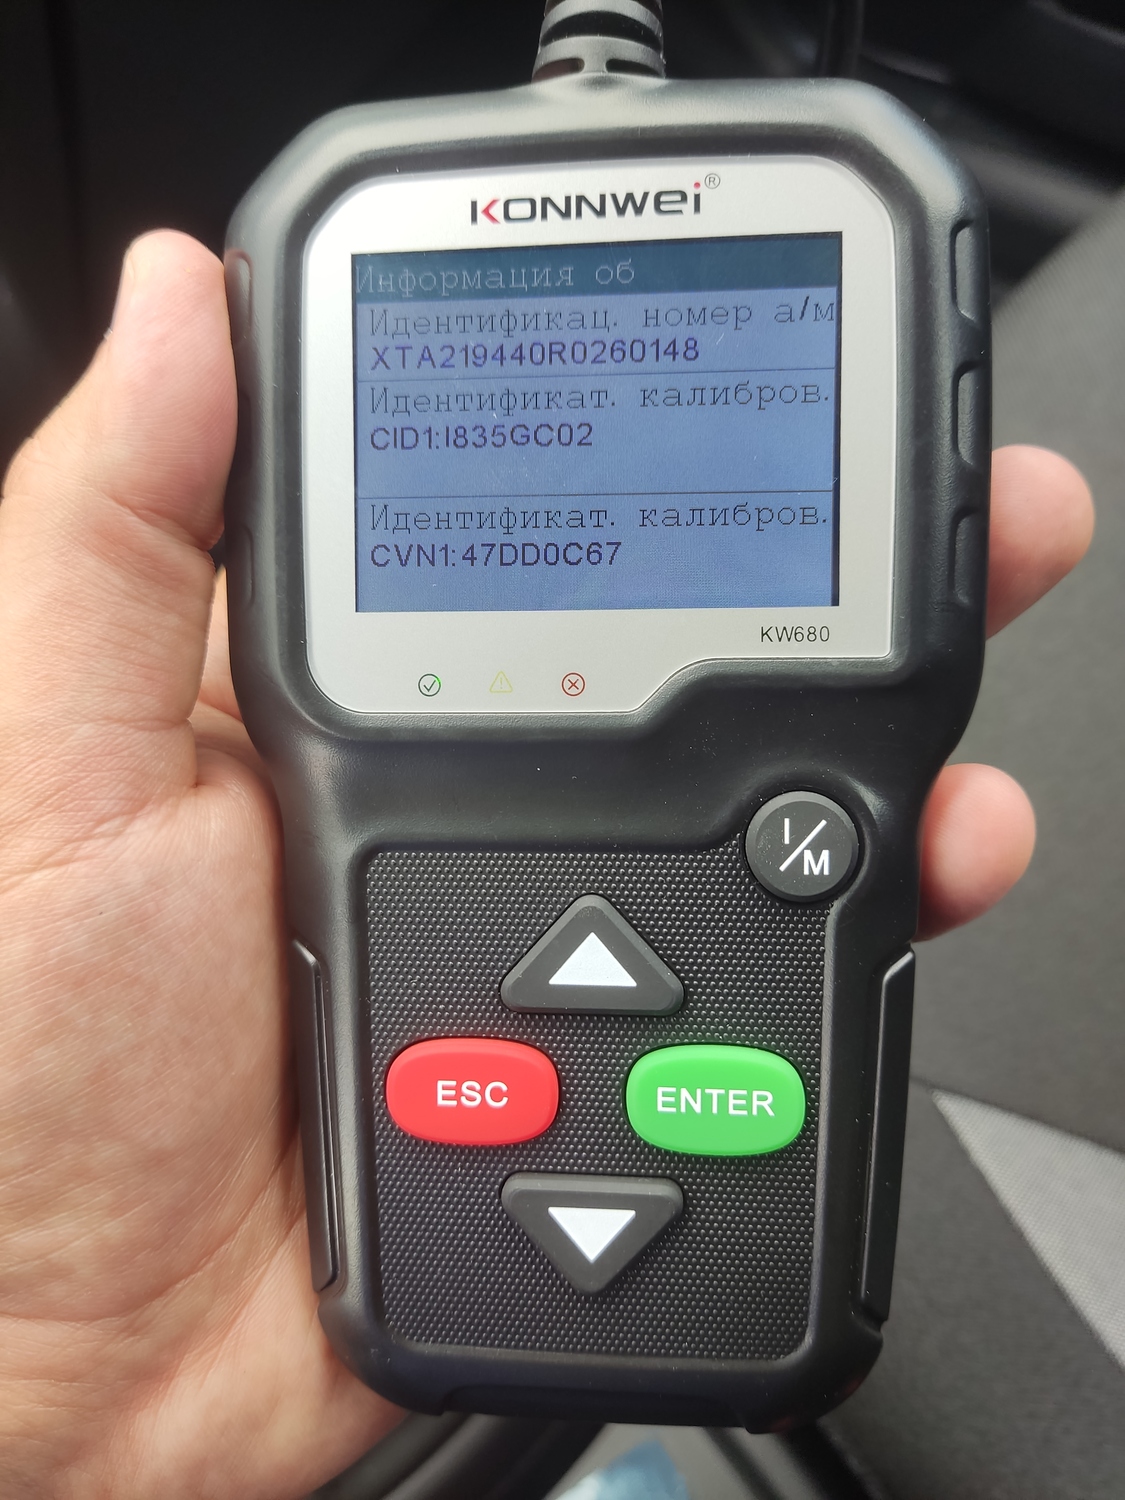 KONNWEI®
Информация об
Идентификац. номер а/м
XTA219440R0260148
Идентификат. калибров.
CID1:I835GC02
Идентификат. калибров.
CVN1:47DD0C67
KW680
I/M
ESC
ENTER